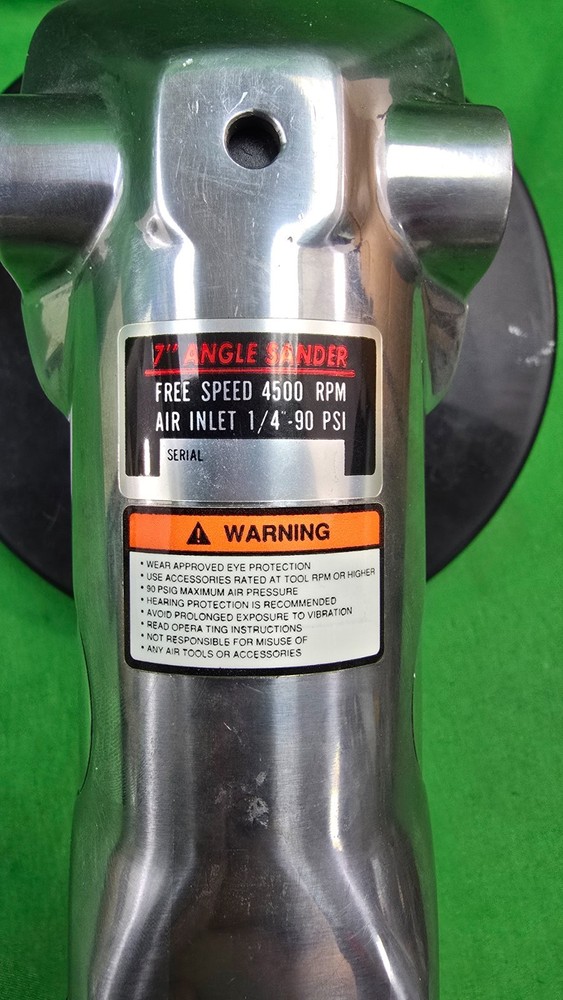 7" ANGLE SANDER
FREE SPEED 4500 RPM
AIR INLET 1/4"-90 PSI
SERIAL
WARNING
• WEAR APPROVED EYE PROTECTION
• USE ACCESSORIES RATED AT TOOL RPM OR HIGHER
• 90 PSIG MAXIMUM AIR PRESSURE
• HEARING PROTECTION IS RECOMMENDED
• AVOID PROLONGED EXPOSURE TO VIBRATION
• READ OPERA TING INSTRUCTIONS
• NOT RESPONSIBLE FOR MISUSE OF
• ANY AIR TOOLS OR ACCESSORIES